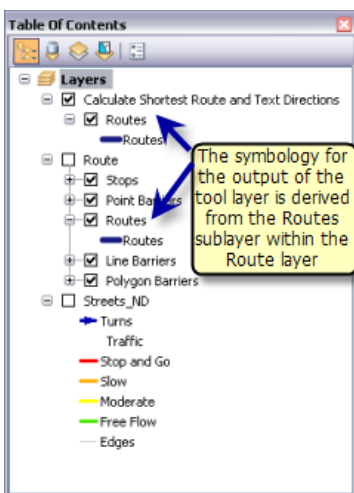 Table Of Contents
Layers
Calculate Shortest Route and Text Directions
Routes
Routes
Route
Stops
Point Barriers
Routes
Routes
Line Barriers
Polygon Barriers
Streets_ND
Turns
Traffic
Stop and Go
Slow
Moderate
Free Flow
Edges
The symbology for
the output of the
tool layer is derived
from the Routes
sublayer within the
Route layer